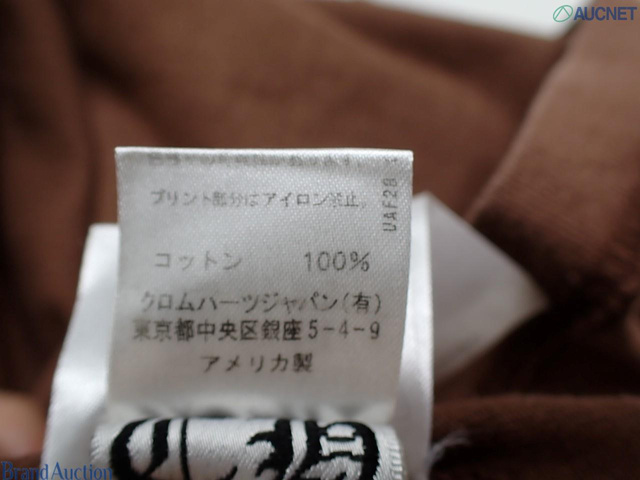 AUCNET
プリント部分はアイロン禁止。
UAF28
コットン 100%
クロムハーツジャパン(有)
東京都中央区銀座5-4-9
アメリカ製
BrandAuction